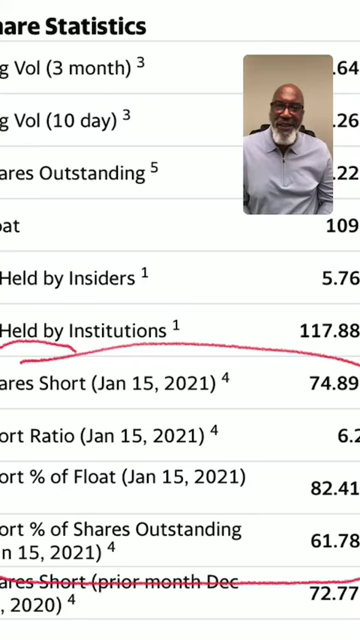 are Statistics
g Vol (3 month) 3 .64
g Vol (10 day) 3 .26
ares Outstanding 5 .22
oat 109
Held by Insiders 1 5.76
Held by Institutions 1 117.88
ares Short (Jan 15, 2021) 4 74.89
ort Ratio (Jan 15, 2021) 4 6.2
ort % of Float (Jan 15, 2021)
4 82.41
ort % of Shares Outstanding
n 15, 2021) 4 61.78
ares Short (prior month Dec
, 2020) 4 72.77